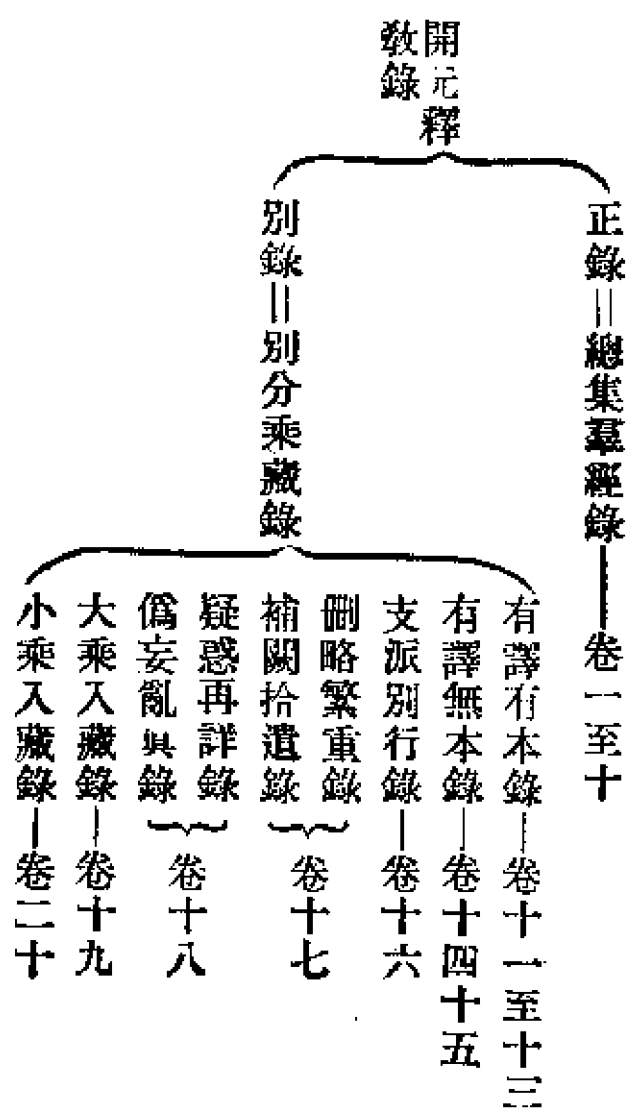 開元釋
教錄
正錄＝總集羣經錄—卷一至十
別錄＝別分乘藏錄
有譯有本錄—卷十一至十三
有譯無本錄—卷十四十五
支派別行錄—卷十六
刪略繁重錄
補闕拾遺錄
卷十七
疑惑再詳錄
僞妄亂眞錄
卷十八
大乘入藏錄—卷十九
小乘入藏錄—卷二十